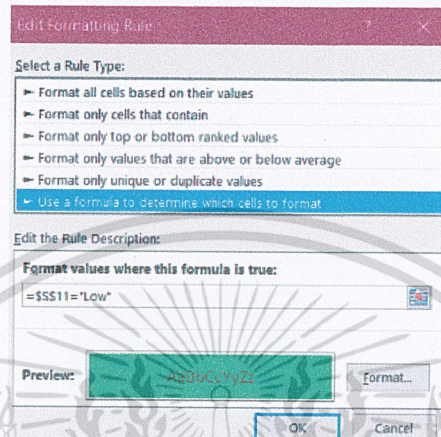 Edit Formatting Rule ? ×
Select a Rule Type:
► Format all cells based on their values
► Format only cells that contain
► Format only top or bottom ranked values
► Format only values that are above or below average
► Format only unique or duplicate values
► Use a formula to determine which cells to format
Edit the Rule Description:
Format values where this formula is true:
=$S$11="Low"
Preview: AaBbCcYyZz Format...
OK Cancel